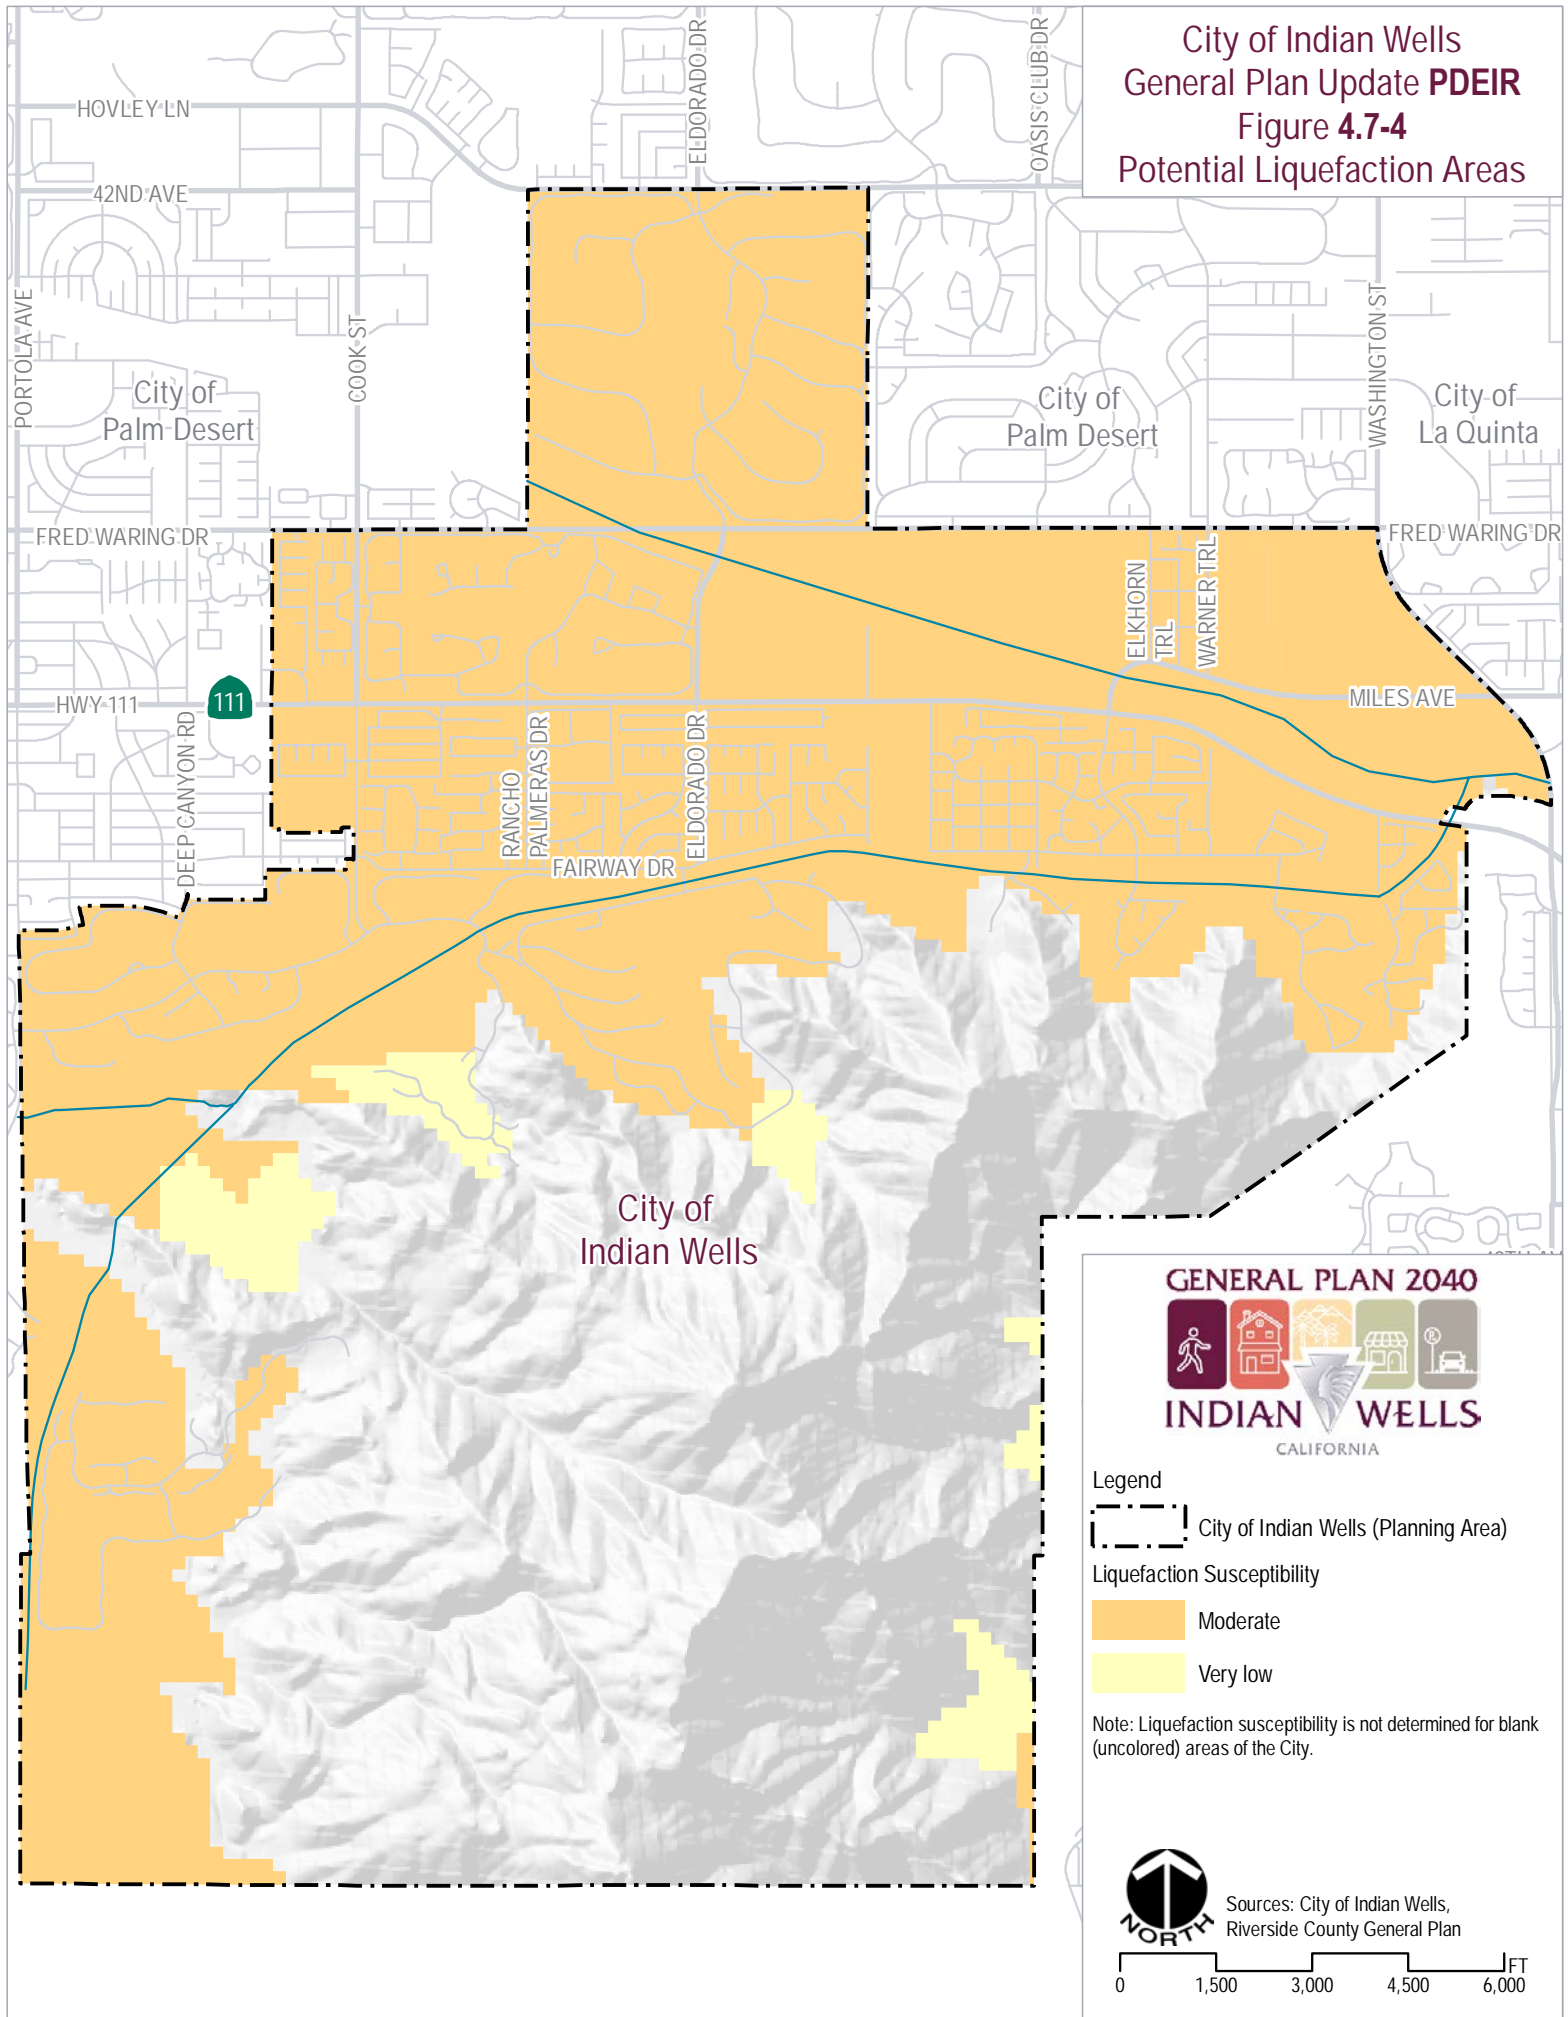 City of Indian Wells
General Plan Update PDEIR
Figure 4.7-4
Potential Liquefaction Areas
HOVLEY LN
42ND AVE
ELDORADO DR
OASIS CLUB DR
PORTOLA AVE
COOK ST
WASHINGTON ST
City of
Palm Desert
City of
Palm Desert
City of
La Quinta
FRED WARING DR
FRED WARING DR
ELKHORN
TRL
WARNER TRL
HWY 111
111
MILES AVE
DEEP CANYON RD
RANCHO
PALMERAS DR
ELDORADO DR
FAIRWAY DR
City of
Indian Wells
GENERAL PLAN 2040
INDIAN WELLS
CALIFORNIA
Legend
City of Indian Wells (Planning Area)
Liquefaction Susceptibility
Moderate
Very low
Note: Liquefaction susceptibility is not determined for blank
(uncolored) areas of the City.
NORTH
Sources: City of Indian Wells,
Riverside County General Plan
FT
0 1,500 3,000 4,500 6,000